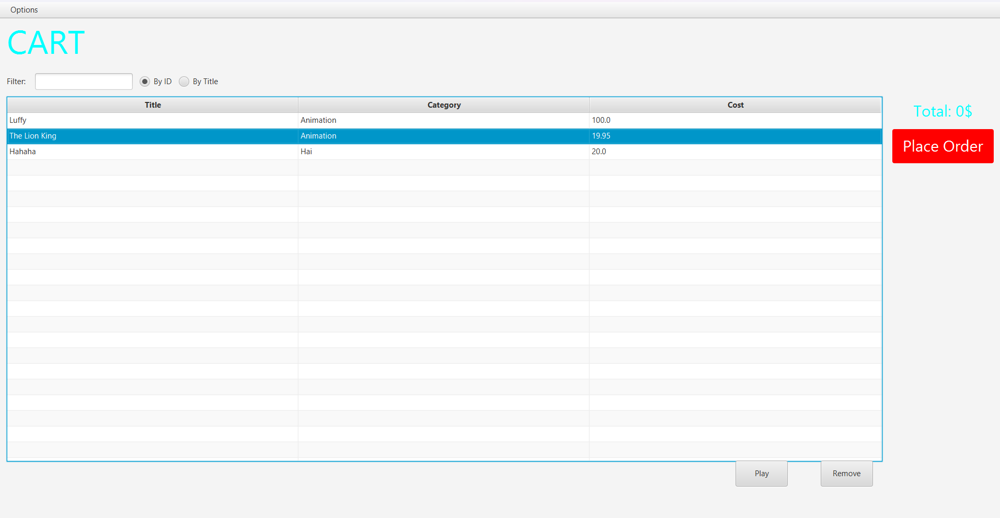 Options
CART
Filter: By ID By Title
Title Category Cost
Luffy Animation 100.0
The Lion King Animation 19.95
Hahaha Hai 20.0
Total: 0$
Place Order
Play Remove